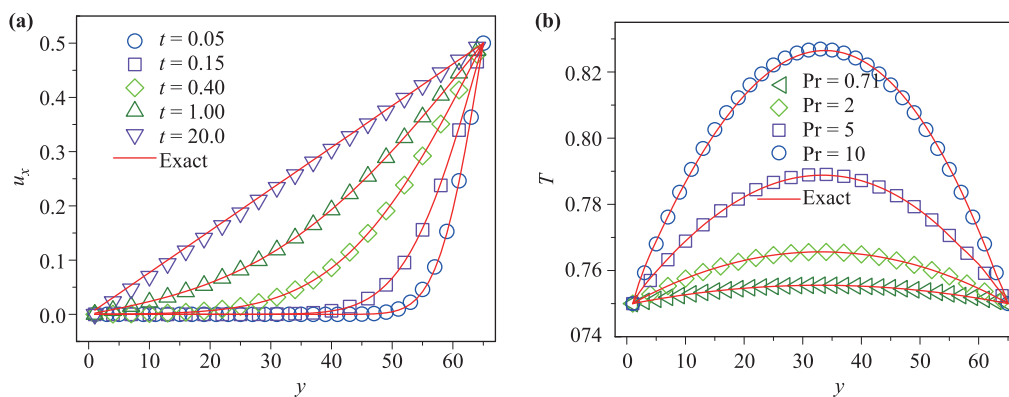 (a)
0.5
0.4
0.3
0.2
0.1
0.0
u_x
t = 0.05
t = 0.15
t = 0.40
t = 1.00
t = 20.0
Exact
0 10 20 30 40 50 60
y
(b)
0.82
0.80
0.78
0.76
074
T
Pr = 0.71
Pr = 2
Pr = 5
Pr = 10
Exact
0 10 20 30 40 50 60
y